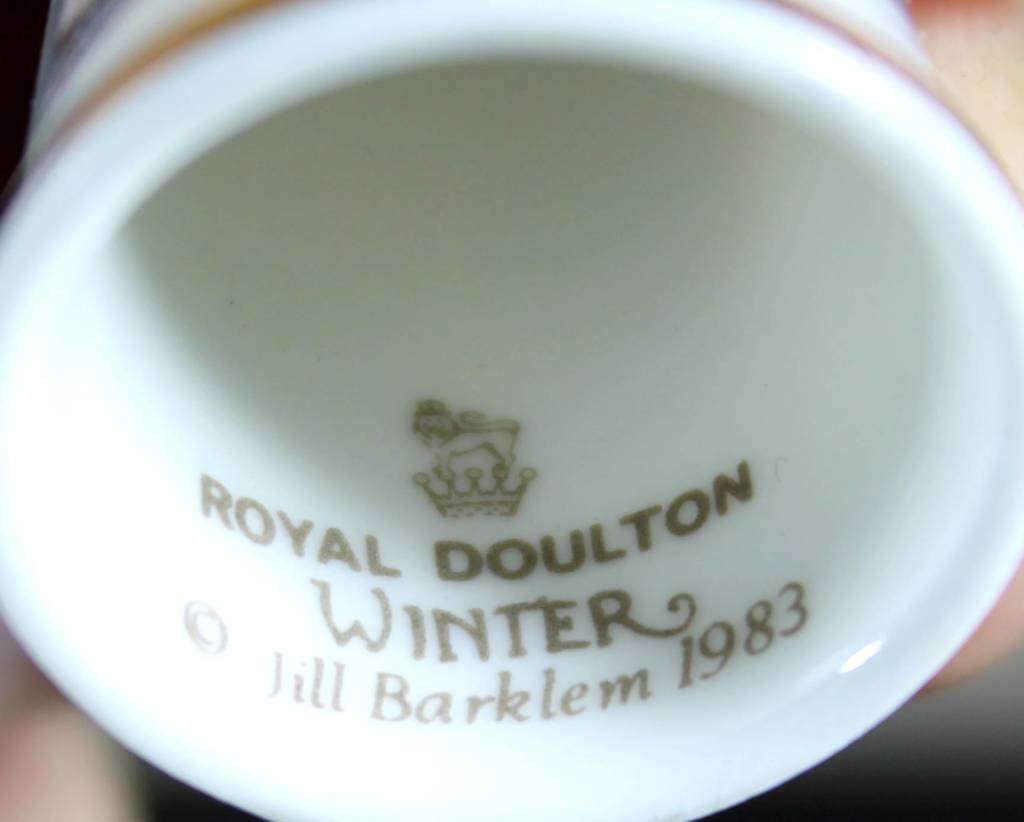 ROYAL DOULTON
WINTER
© Jill Barklem 1983